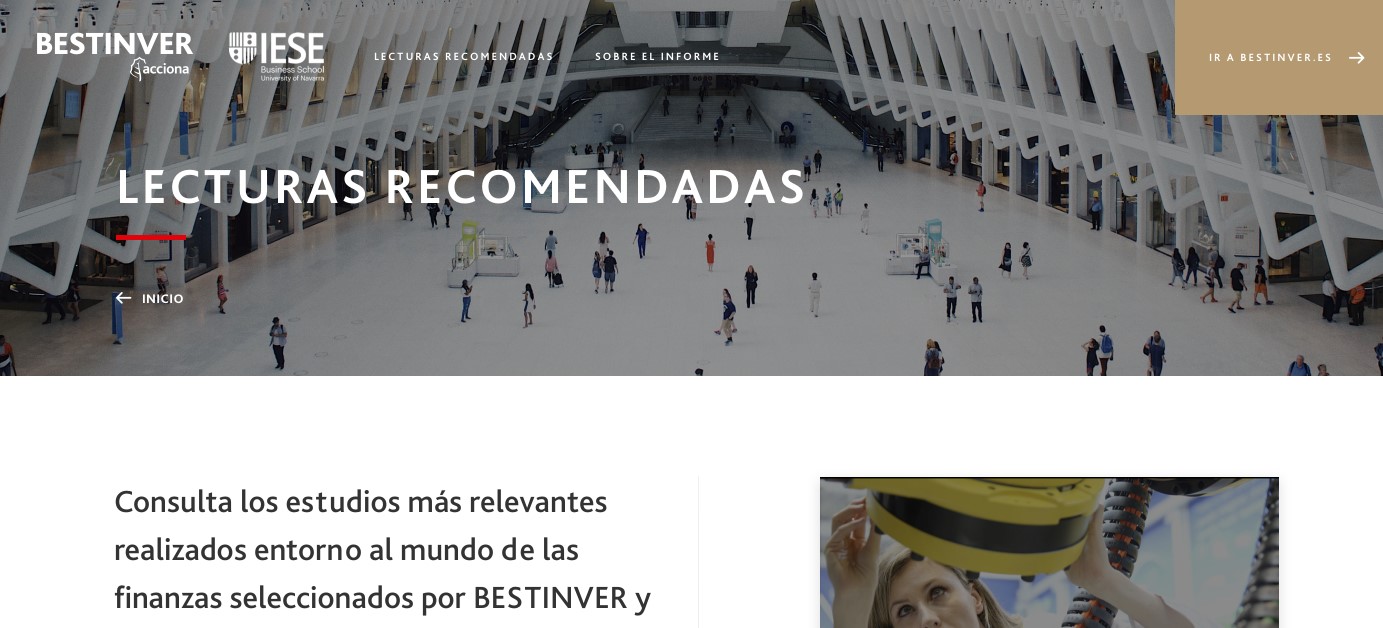 BESTINVER
acciona
IESE
Business School
University of Navarra
LECTURAS RECOMENDADAS
SOBRE EL INFORME
IR A BESTINVER.ES
LECTURAS RECOMENDADAS
INICIO
Consulta los estudios más relevantes
realizados entorno al mundo de las
finanzas seleccionados por BESTINVER y